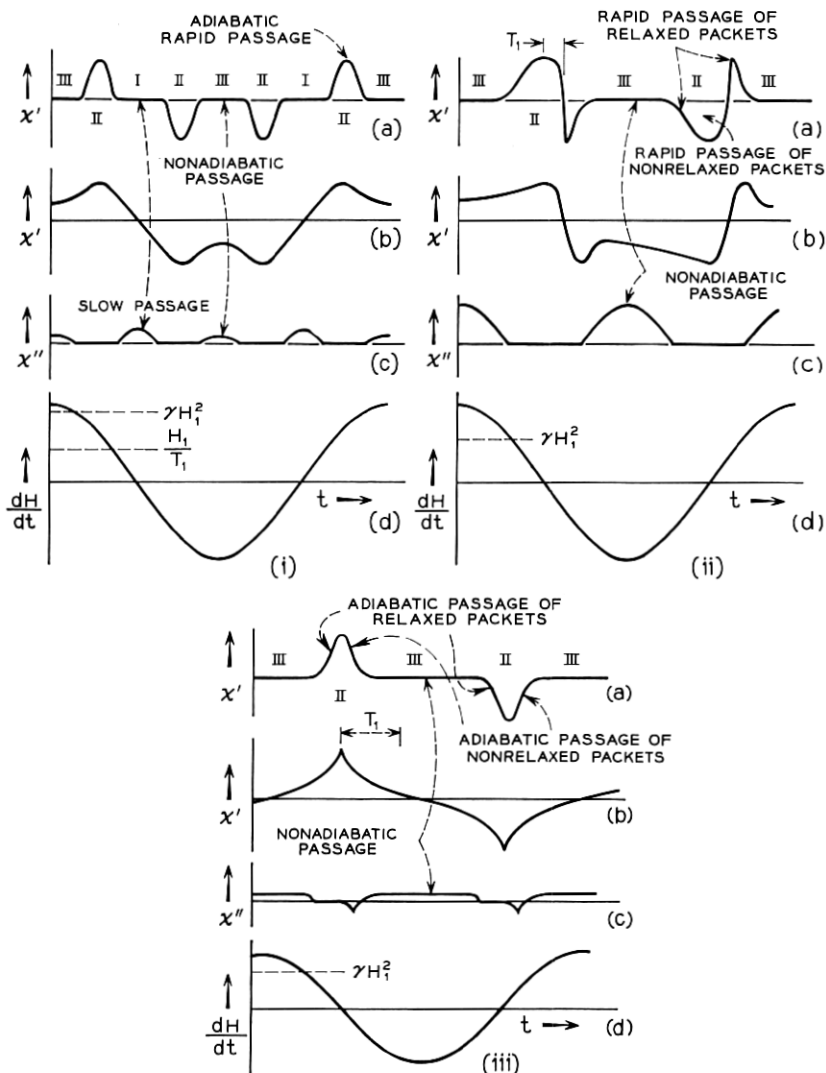 ADIABATIC
RAPID PASSAGE
III I II III II I III
II II
χ′ (a)
NONADIABATIC
PASSAGE
χ′ (b)
SLOW PASSAGE
χ″ (c)
γH₁²
H₁
T₁
dH
dt
t
(d)
(i)
T₁
RAPID PASSAGE OF
RELAXED PACKETS
III III II III
II
χ′ (a)
RAPID PASSAGE OF
NONRELAXED PACKETS
χ′ (b)
NONADIABATIC
PASSAGE
χ″ (c)
γH₁²
dH
dt
t
(d)
(ii)
ADIABATIC PASSAGE OF
RELAXED PACKETS
III III II III
χ′ (a)
II
T₁
ADIABATIC PASSAGE OF
NONRELAXED PACKETS
χ′ (b)
NONADIABATIC
PASSAGE
χ″ (c)
γH₁²
dH
dt
t
(d)
(iii)